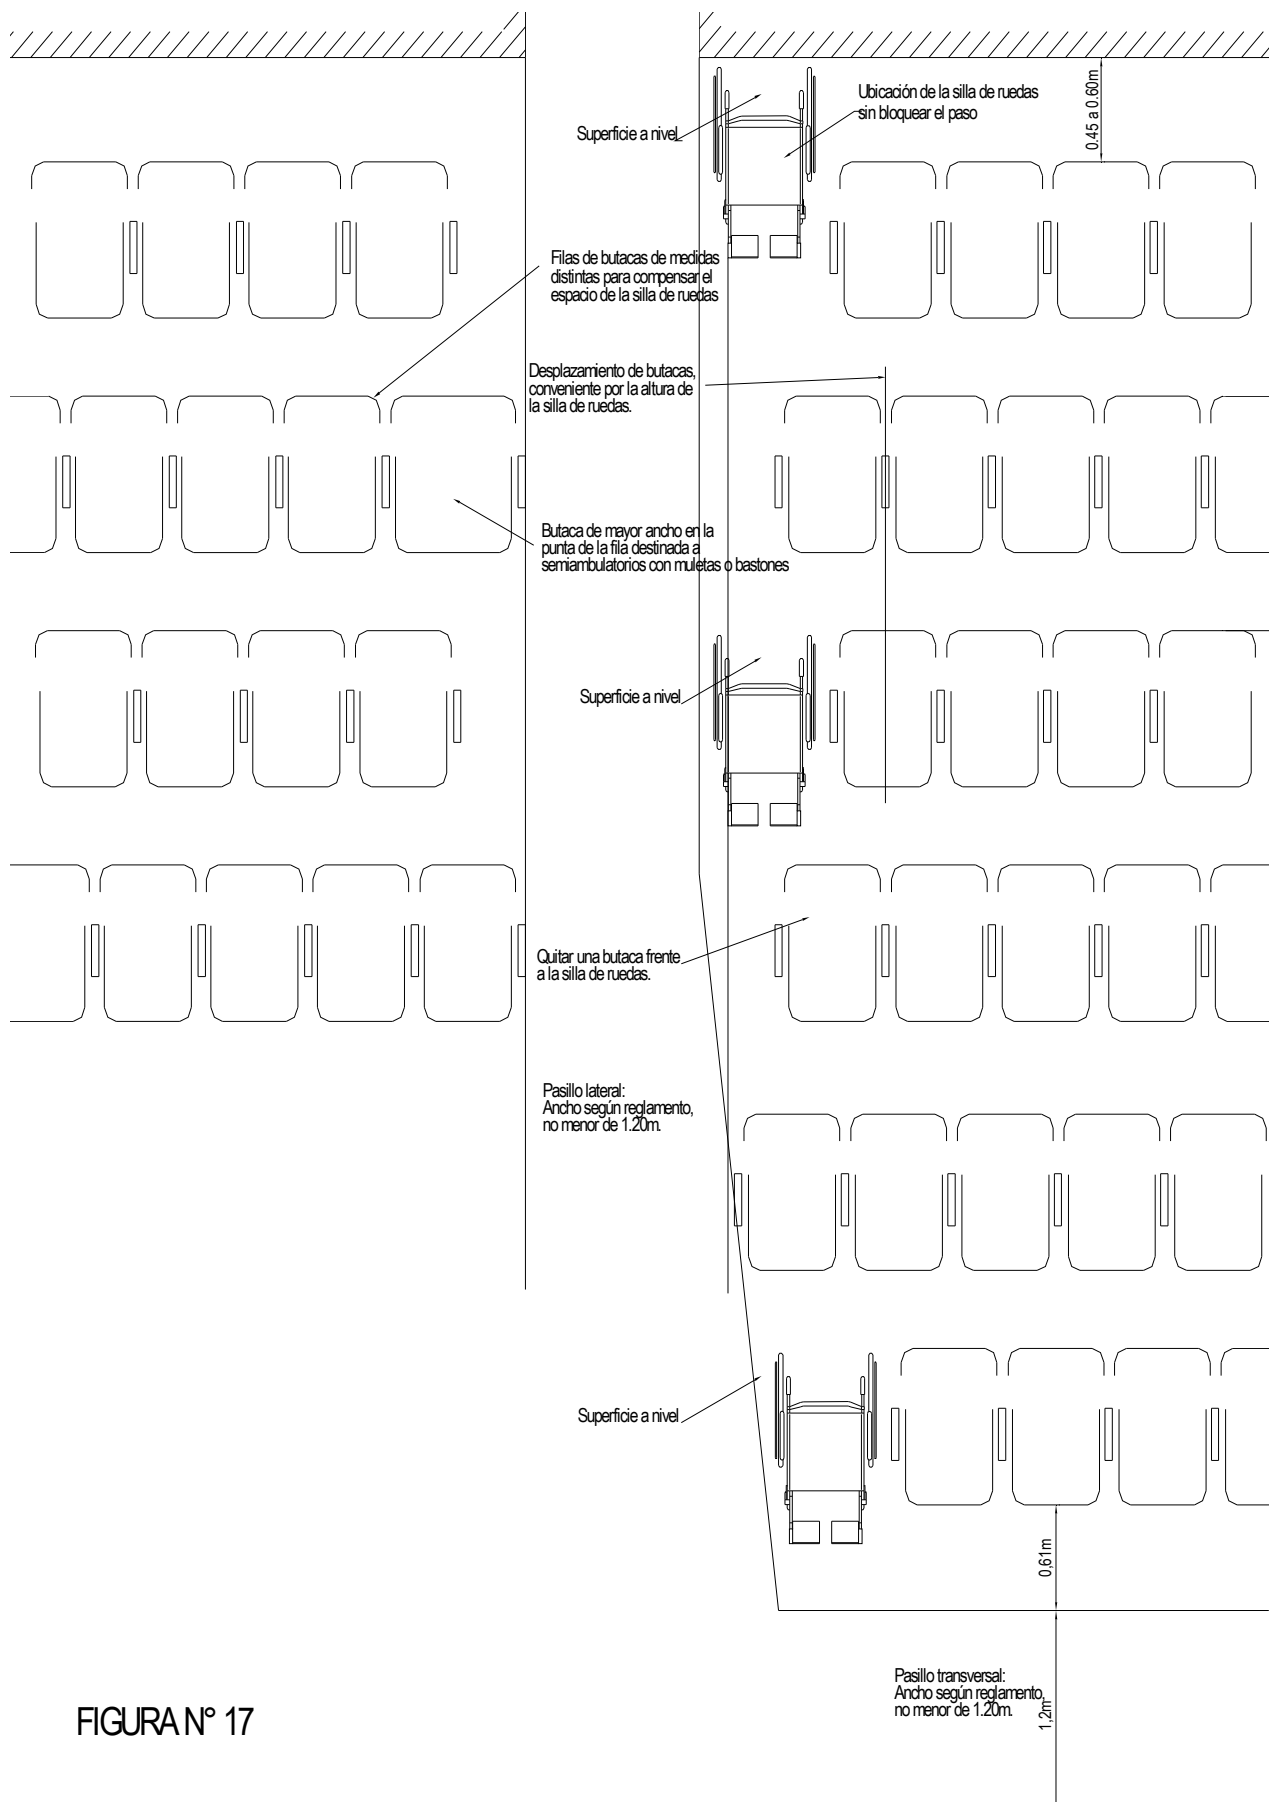 Ubicación de la silla de ruedas
sin bloquear el paso
0.45 a 0.60m
Superficie a nivel
Filas de butacas de medidas
distintas para compensar el
espacio de la silla de ruedas
Desplazamiento de butacas,
conveniente por la altura de
la silla de ruedas.
Butaca de mayor ancho en la
punta de la fila destinada a
semiambulatorios con muletas o bastones
Superficie a nivel
Quitar una butaca frente
a la silla de ruedas.
Pasillo lateral:
Ancho según reglamento,
no menor de 1.20m.
Superficie a nivel
0,61m
Pasillo transversal:
Ancho según reglamento,
no menor de 1.20m.
1,2m
FIGURA N° 17